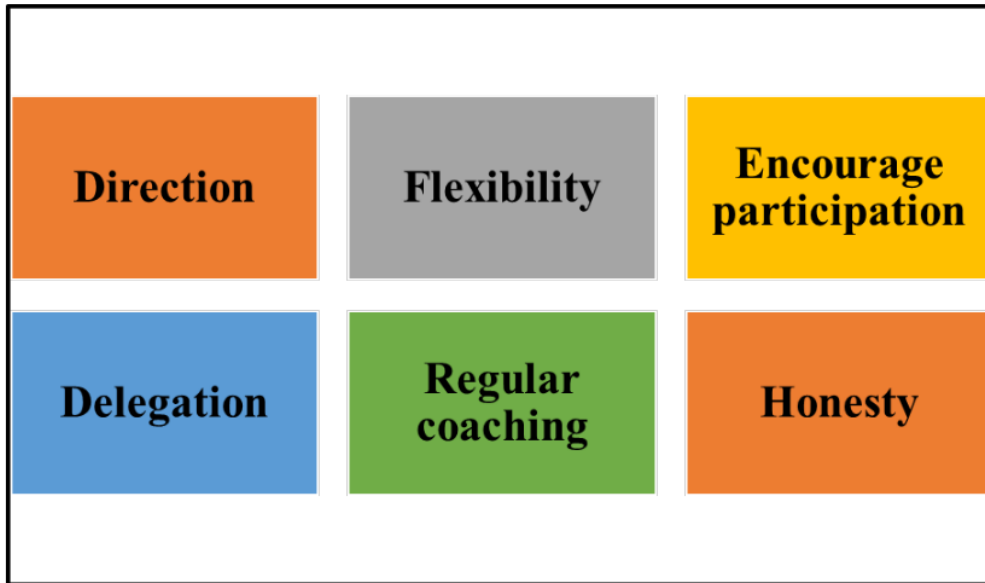 Direction
Flexibility
Encourage
participation
Delegation
Regular
coaching
Honesty